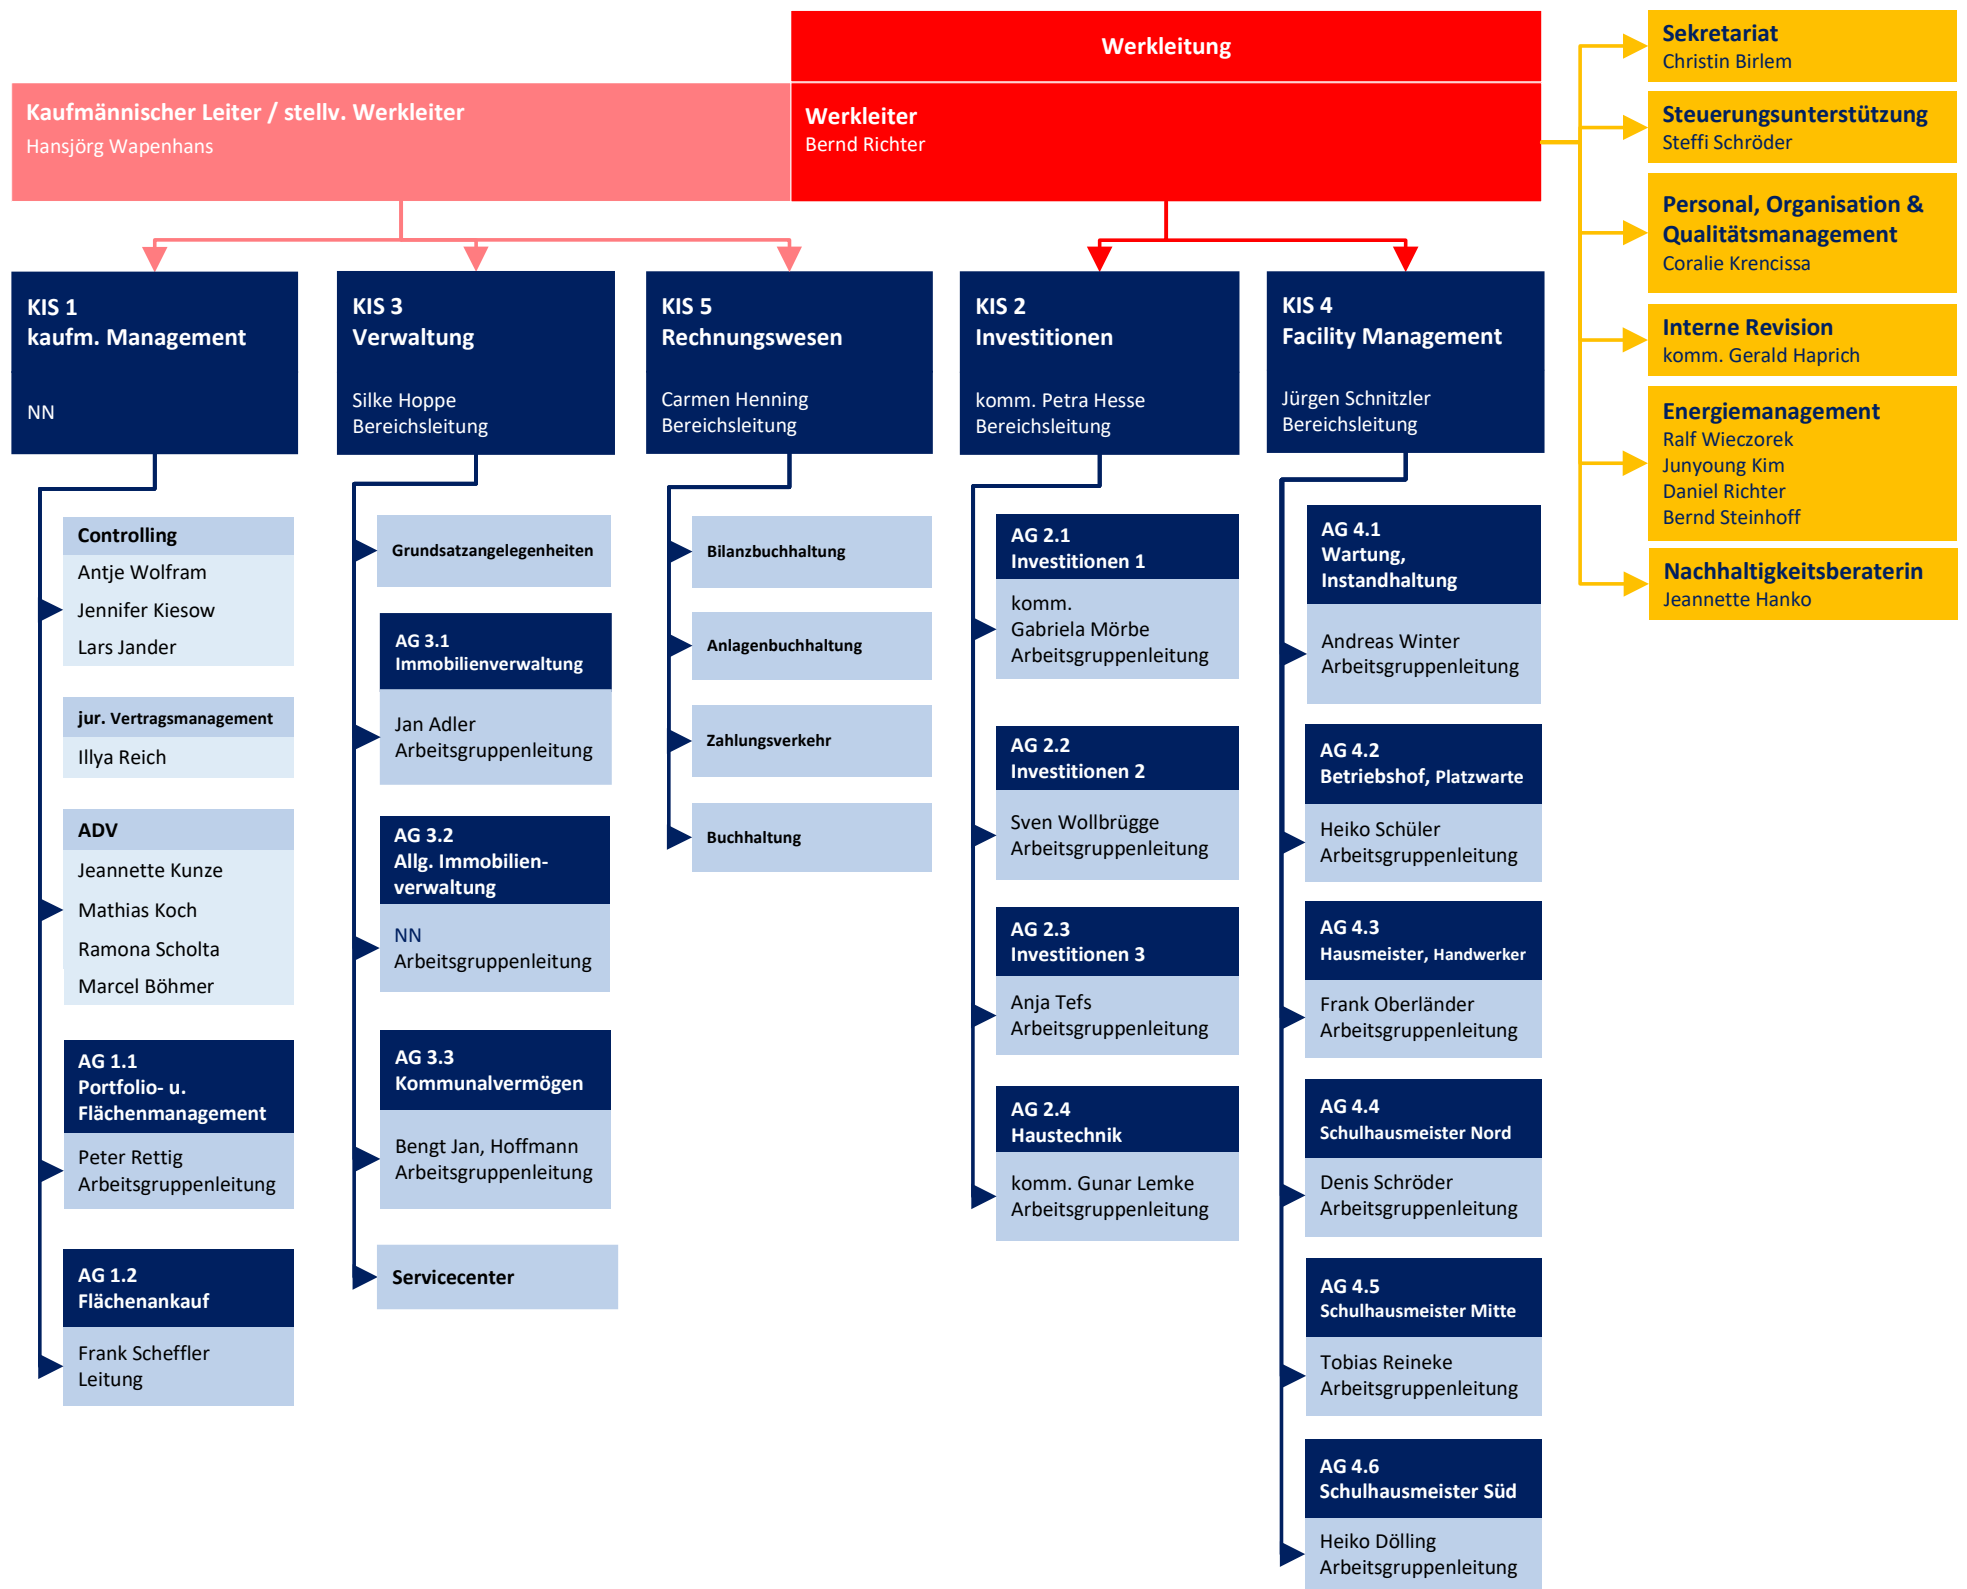 Werkleitung
Kaufmännischer Leiter / stellv. Werkleiter
Hansjörg Wapenhans
Werkleiter
Bernd Richter
Sekretariat
Christin Birlem
Steuerungsunterstützung
Steffi Schröder
Personal, Organisation &
Qualitätsmanagement
Coralie Krencissa
Interne Revision
komm. Gerald Haprich
Energiemanagement
Ralf Wieczorek
Junyoung Kim
Daniel Richter
Bernd Steinhoff
Nachhaltigkeitsberaterin
Jeannette Hanko
KIS 1
kaufm. Management
NN
Controlling
Antje Wolfram
Jennifer Kiesow
Lars Jander
jur. Vertragsmanagement
Illya Reich
ADV
Jeannette Kunze
Mathias Koch
Ramona Scholta
Marcel Böhmer
AG 1.1
Portfolio- u.
Flächenmanagement
Peter Rettig
Arbeitsgruppenleitung
AG 1.2
Flächenankauf
Frank Scheffler
Leitung
KIS 3
Verwaltung
Silke Hoppe
Bereichsleitung
Grundsatzangelegenheiten
AG 3.1
Immobilienverwaltung
Jan Adler
Arbeitsgruppenleitung
AG 3.2
Allg. Immobilien-
verwaltung
NN
Arbeitsgruppenleitung
AG 3.3
Kommunalvermögen
Bengt Jan, Hoffmann
Arbeitsgruppenleitung
Servicecenter
KIS 5
Rechnungswesen
Carmen Henning
Bereichsleitung
Bilanzbuchhaltung
Anlagenbuchhaltung
Zahlungsverkehr
Buchhaltung
KIS 2
Investitionen
komm. Petra Hesse
Bereichsleitung
AG 2.1
Investitionen 1
komm.
Gabriela Mörbe
Arbeitsgruppenleitung
AG 2.2
Investitionen 2
Sven Wollbrügge
Arbeitsgruppenleitung
AG 2.3
Investitionen 3
Anja Tefs
Arbeitsgruppenleitung
AG 2.4
Haustechnik
komm. Gunar Lemke
Arbeitsgruppenleitung
KIS 4
Facility Management
Jürgen Schnitzler
Bereichsleitung
AG 4.1
Wartung,
Instandhaltung
Andreas Winter
Arbeitsgruppenleitung
AG 4.2
Betriebshof, Platzwarte
Heiko Schüler
Arbeitsgruppenleitung
AG 4.3
Hausmeister, Handwerker
Frank Oberländer
Arbeitsgruppenleitung
AG 4.4
Schulhausmeister Nord
Denis Schröder
Arbeitsgruppenleitung
AG 4.5
Schulhausmeister Mitte
Tobias Reineke
Arbeitsgruppenleitung
AG 4.6
Schulhausmeister Süd
Heiko Dölling
Arbeitsgruppenleitung